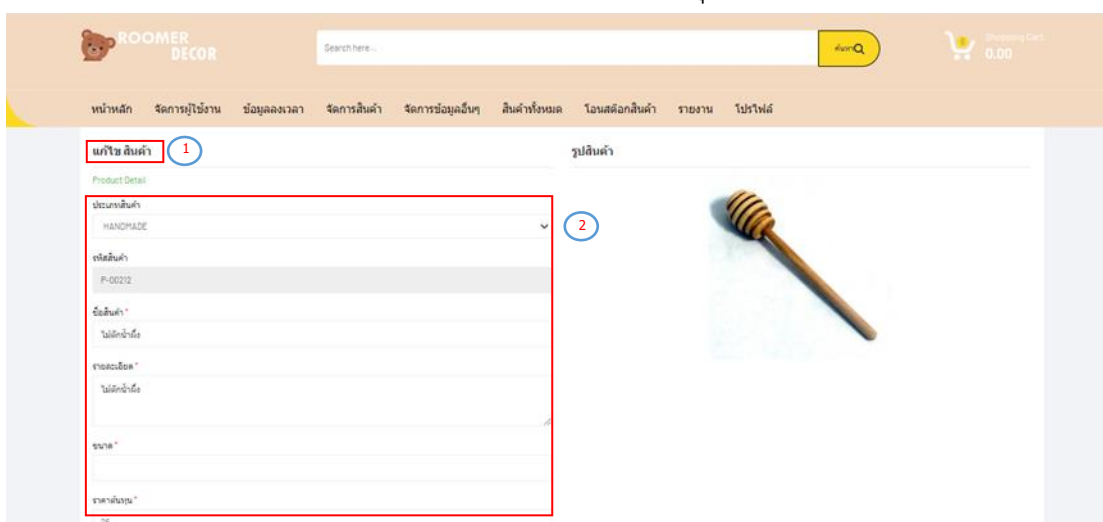 ROOMER
DECOR
Search here...
ค้นหา
0
Shopping Cart
0.00
หน้าหลัก จัดการผู้ใช้งาน ข้อมูลลงเวลา จัดการสินค้า จัดการข้อมูลอื่นๆ สินค้าทั้งหมด โอนสต๊อกสินค้า รายงาน โปรไฟล์
แก้ไข สินค้า
1
รูปสินค้า
Product Detail
ประเภทสินค้า
HANDMADE
2
รหัสสินค้า
P-00212
ชื่อสินค้า *
ไม้ตักน้ำผึ้ง
รายละเอียด *
ไม้ตักน้ำผึ้ง
ขนาด *
ราคาต้นทุน *